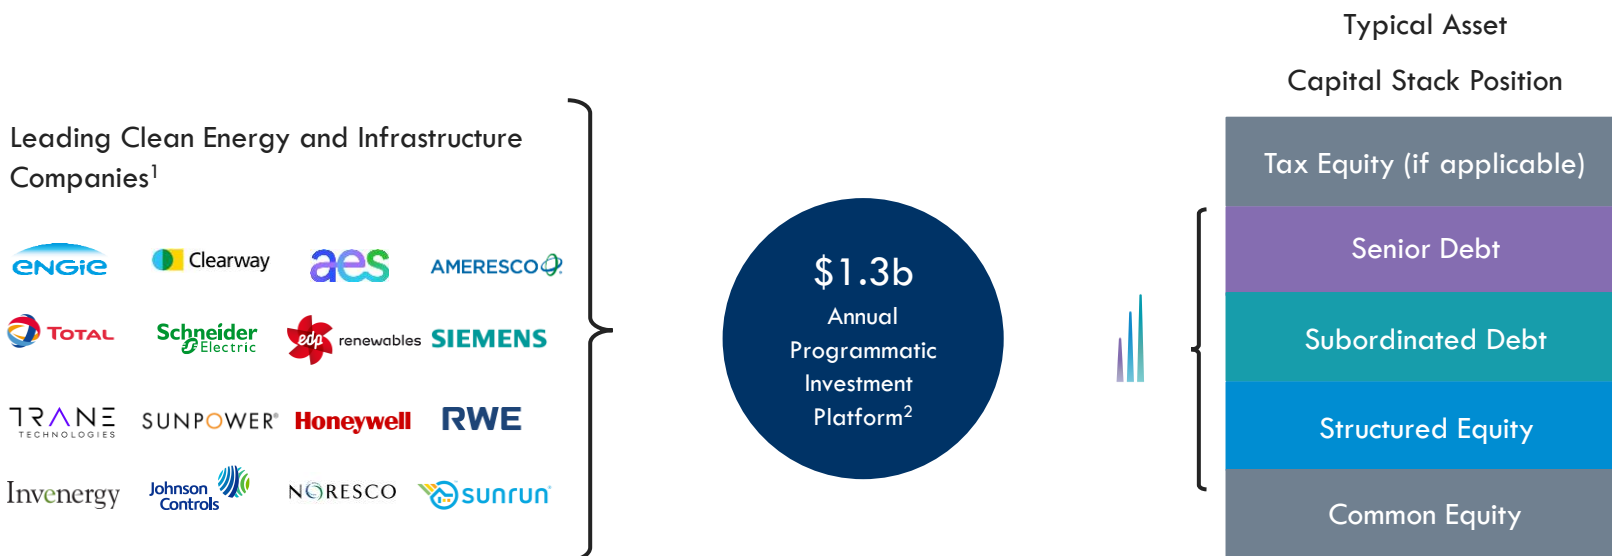 Typical Asset
Capital Stack Position
Leading Clean Energy and Infrastructure
Companies1
ENGIE
Clearway
aes
AMERESCO
TOTAL
Schneider
Electric
edp renewables
SIEMENS
TRANE
TECHNOLOGIES
SUNPOWER®
Honeywell
RWE
Invenergy
Johnson
Controls
NORESCO
sunrun
$1.3b
Annual
Programmatic
Investment
Platform2
Tax Equity (if applicable)
Senior Debt
Subordinated Debt
Structured Equity
Common Equity